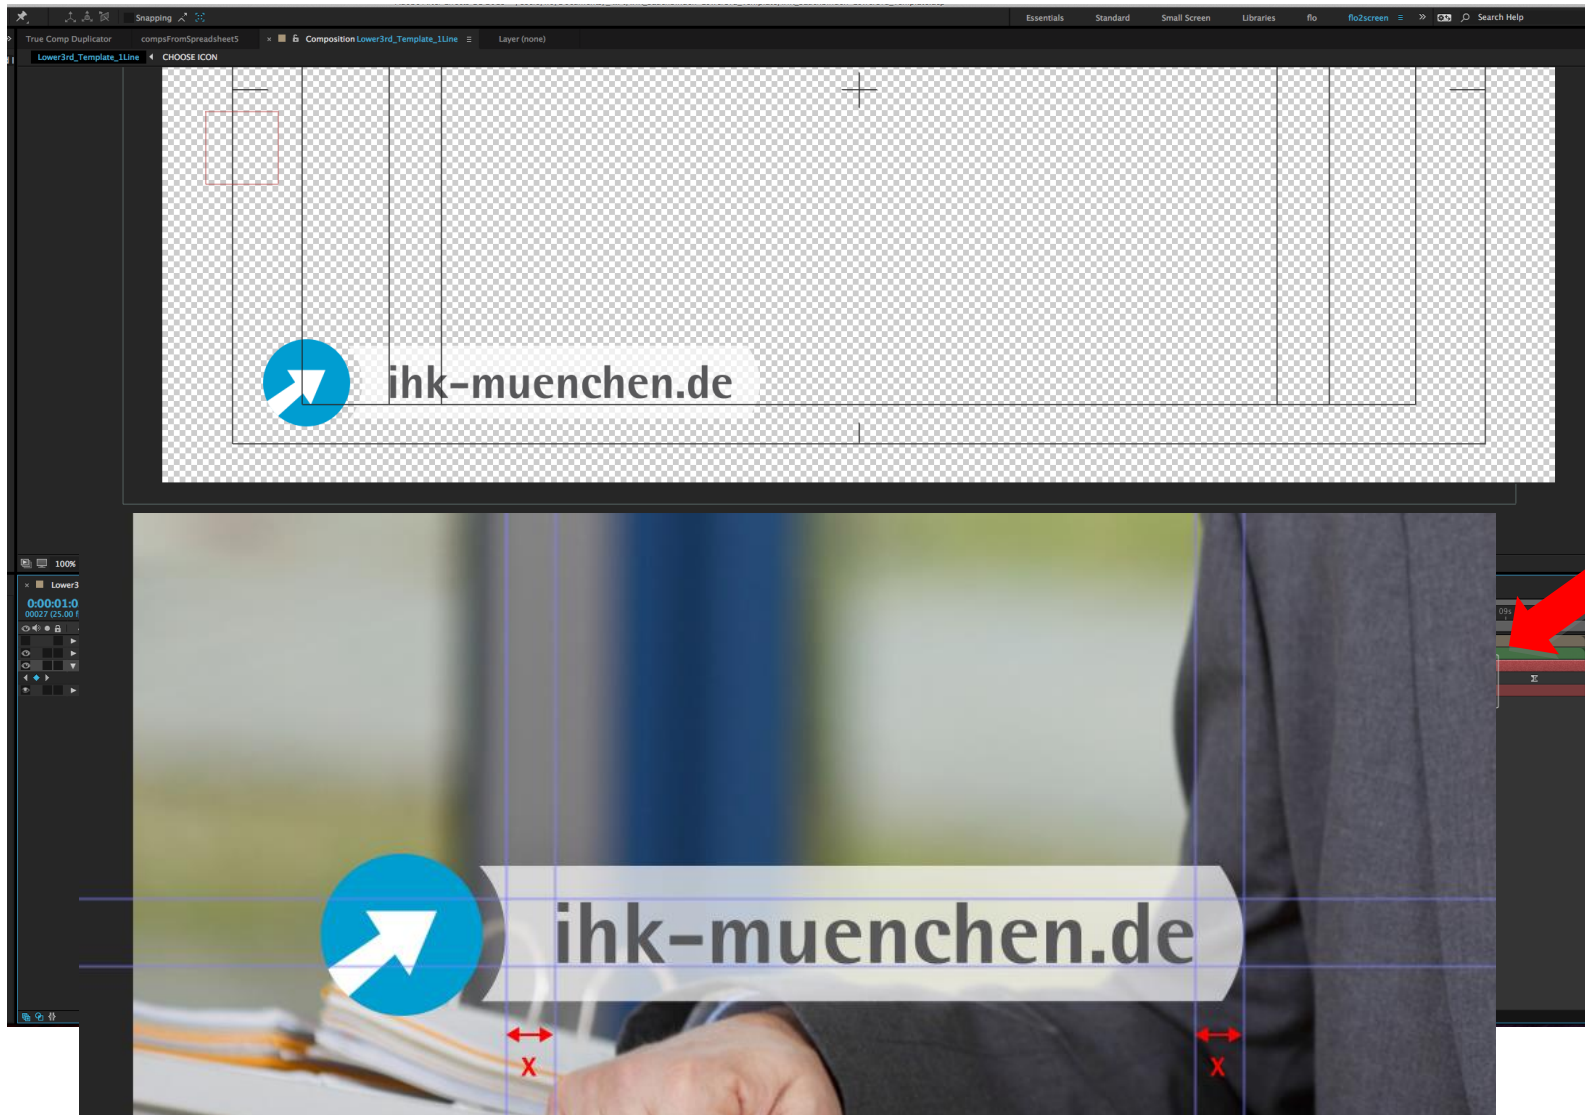 Snapping
Essentials
Standard
Small Screen
Libraries
flo
flo2screen
Search Help
True Comp Duplicator
compsFromSpreadsheet5
Composition Lower3rd_Template_1Line
Layer (none)
Lower3rd_Template_1Line
CHOOSE ICON
ihk-muenchen.de
100%
Lower3
0:00:01:0
00027 (25.00 f
09s
ihk-muenchen.de
X
X